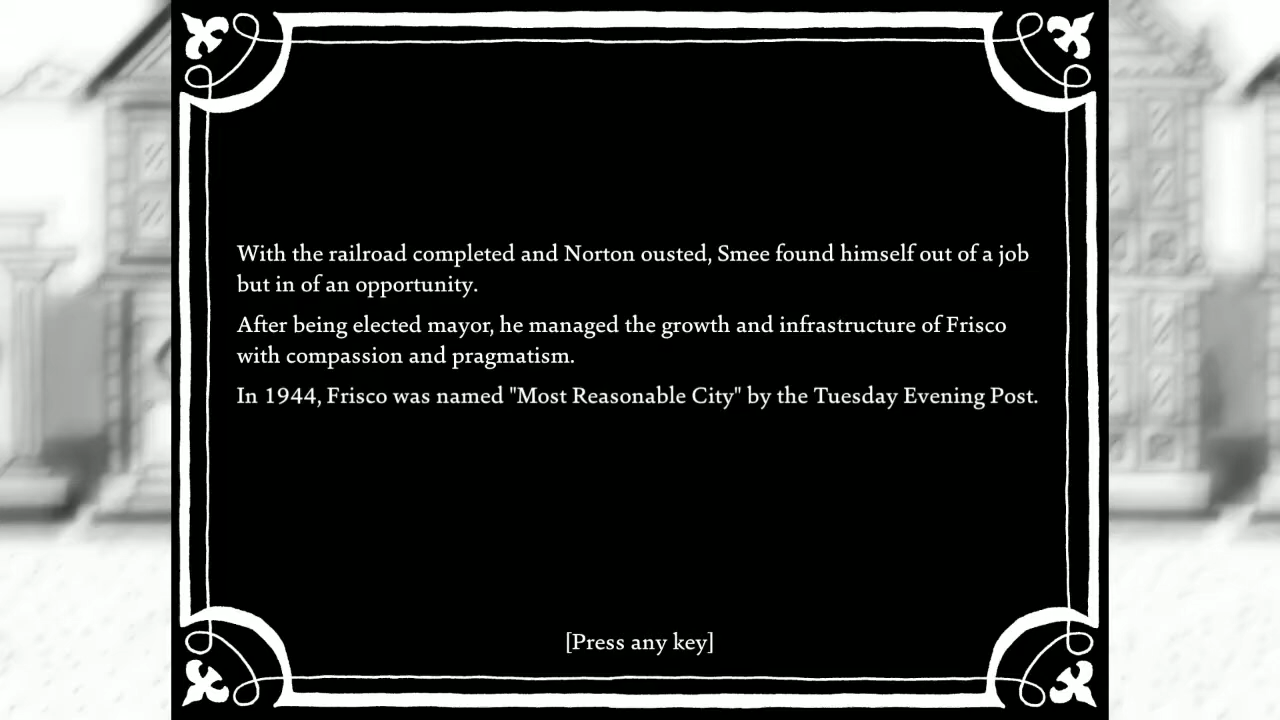 With the railroad completed and Norton ousted, Smee found himself out of a job
but in of an opportunity.
After being elected mayor, he managed the growth and infrastructure of Frisco
with compassion and pragmatism.
In 1944, Frisco was named "Most Reasonable City" by the Tuesday Evening Post.
[Press any key]